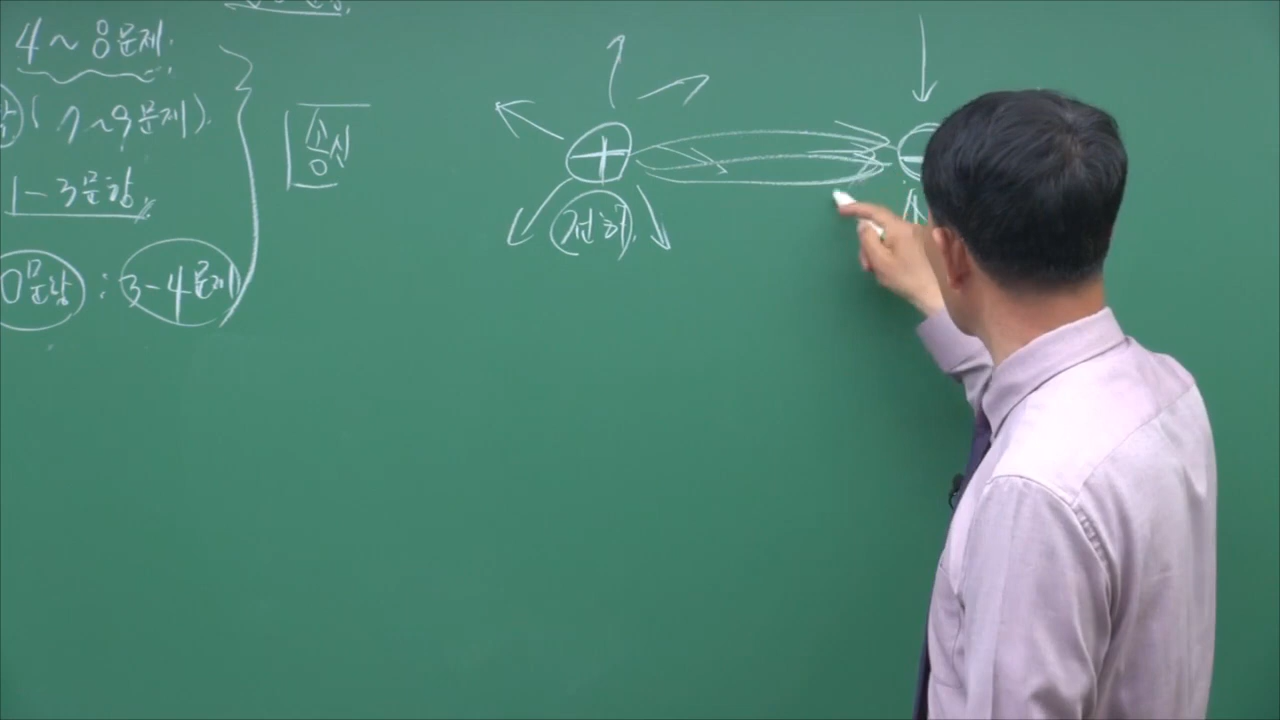 4 ~ 8문제.
( 7 ~ 9문제).
1 - 3문항.
0문항 : 3 - 4문제
송신
+
전하